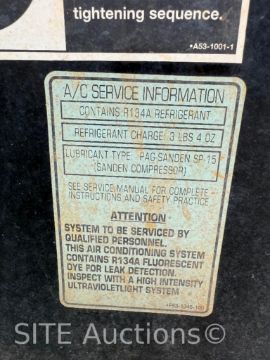 tightening sequence.
•A53-1001-1
A/C SERVICE INFORMATION
CONTAINS R134A REFRIGERANT
REFRIGERANT CHARGE: 3 LBS 4 OZ
LUBRICANT TYPE: PAG-SANDEN SP-15
(SANDEN COMPRESSOR)
SEE SERVICE MANUAL FOR COMPLETE
INSTRUCTIONS AND SAFETY PRACTICE
ATTENTION
SYSTEM TO BE SERVICED BY
QUALIFIED PERSONNEL.
THIS AIR CONDITIONING SYSTEM
CONTAINS R134A FLUORESCENT
DYE FOR LEAK DETECTION.
INSPECT WITH A HIGH INTENSITY
ULTRAVIOLETLIGHT SYSTEM
SITE Auctions©